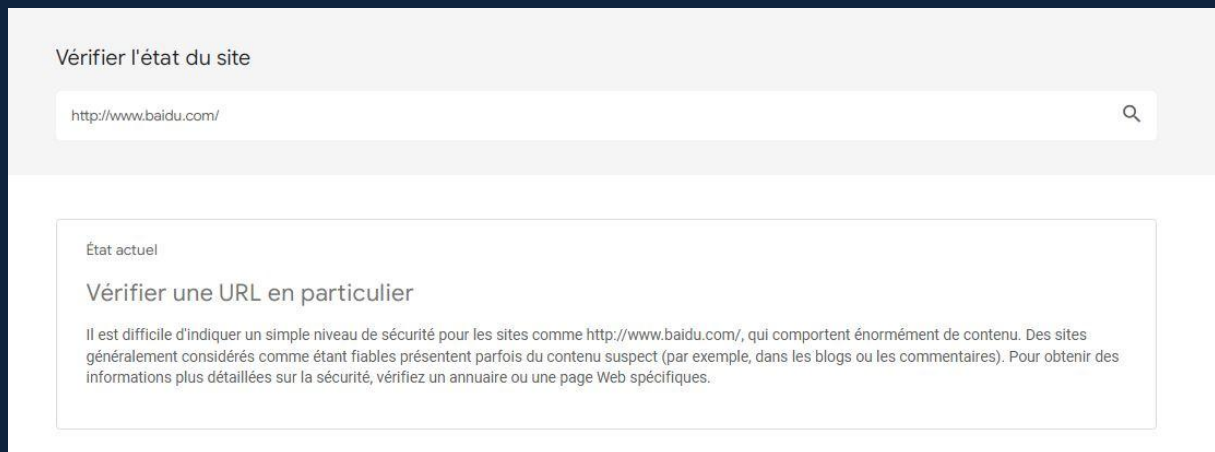 Vérifier l'état du site
http://www.baidu.com/
État actuel
Vérifier une URL en particulier
Il est difficile d'indiquer un simple niveau de sécurité pour les sites comme http://www.baidu.com/, qui comportent énormément de contenu. Des sites
généralement considérés comme étant fiables présentent parfois du contenu suspect (par exemple, dans les blogs ou les commentaires). Pour obtenir des
informations plus détaillées sur la sécurité, vérifiez un annuaire ou une page Web spécifiques.